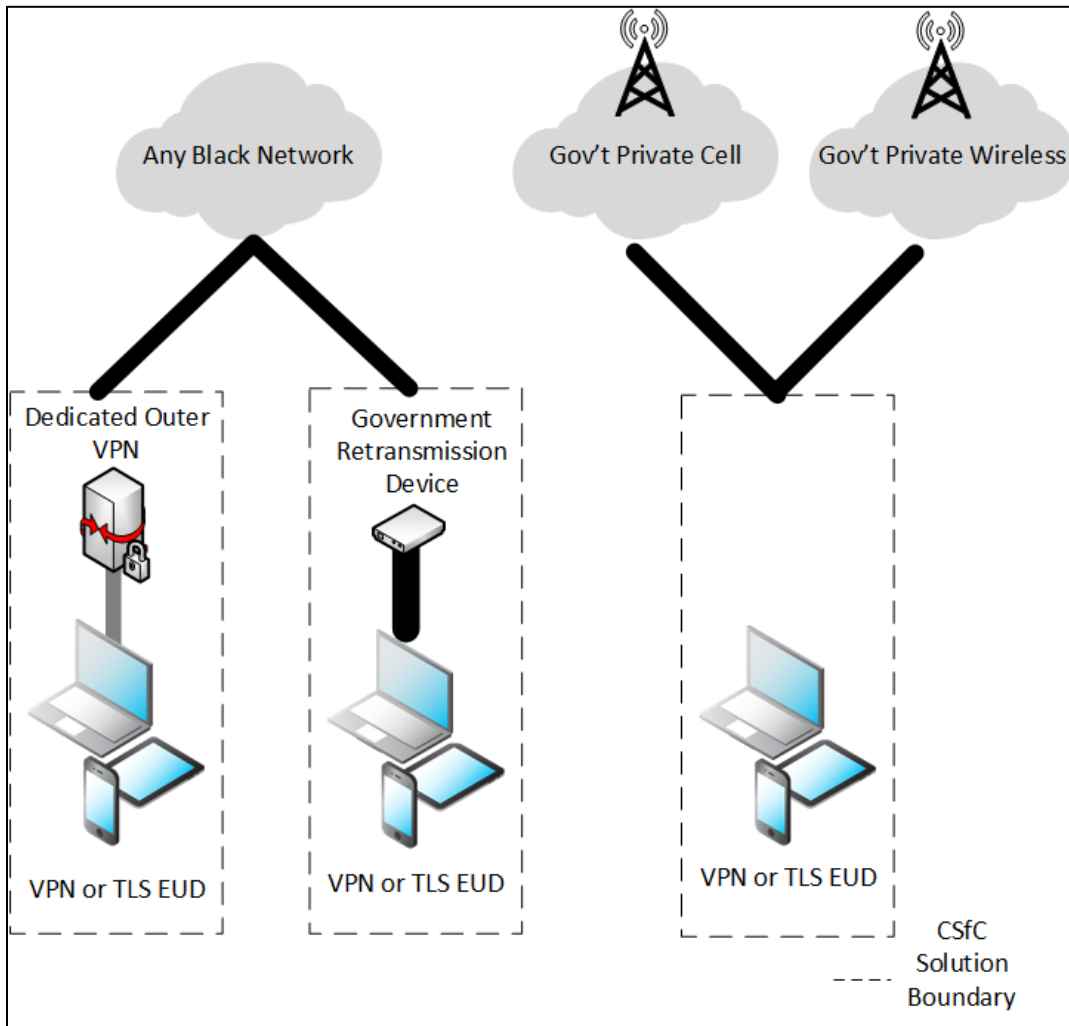 Any Black Network
Gov't Private Cell
Gov't Private Wireless
Dedicated Outer
VPN
Government
Retransmission
Device
VPN or TLS EUD
VPN or TLS EUD
VPN or TLS EUD
CSfC
Solution
Boundary